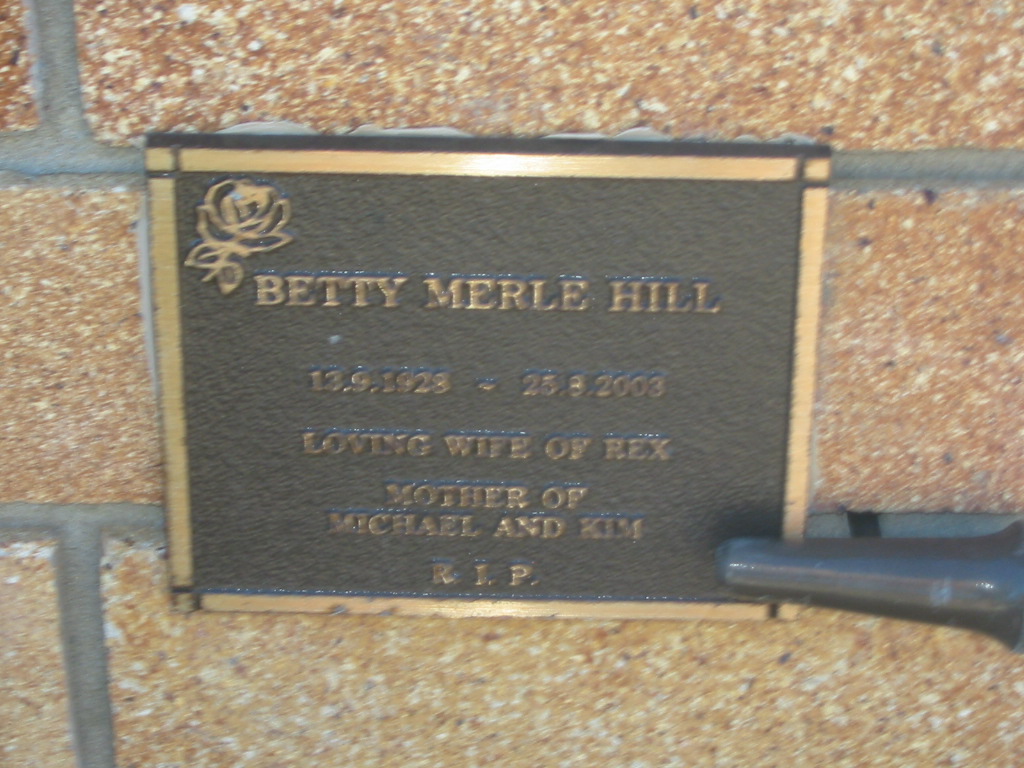 BETTY MERLE HILL
13.9.1928 - 25.8.2003
LOVING WIFE OF REX
MOTHER OF
MICHAEL AND KIM
R. I. P.